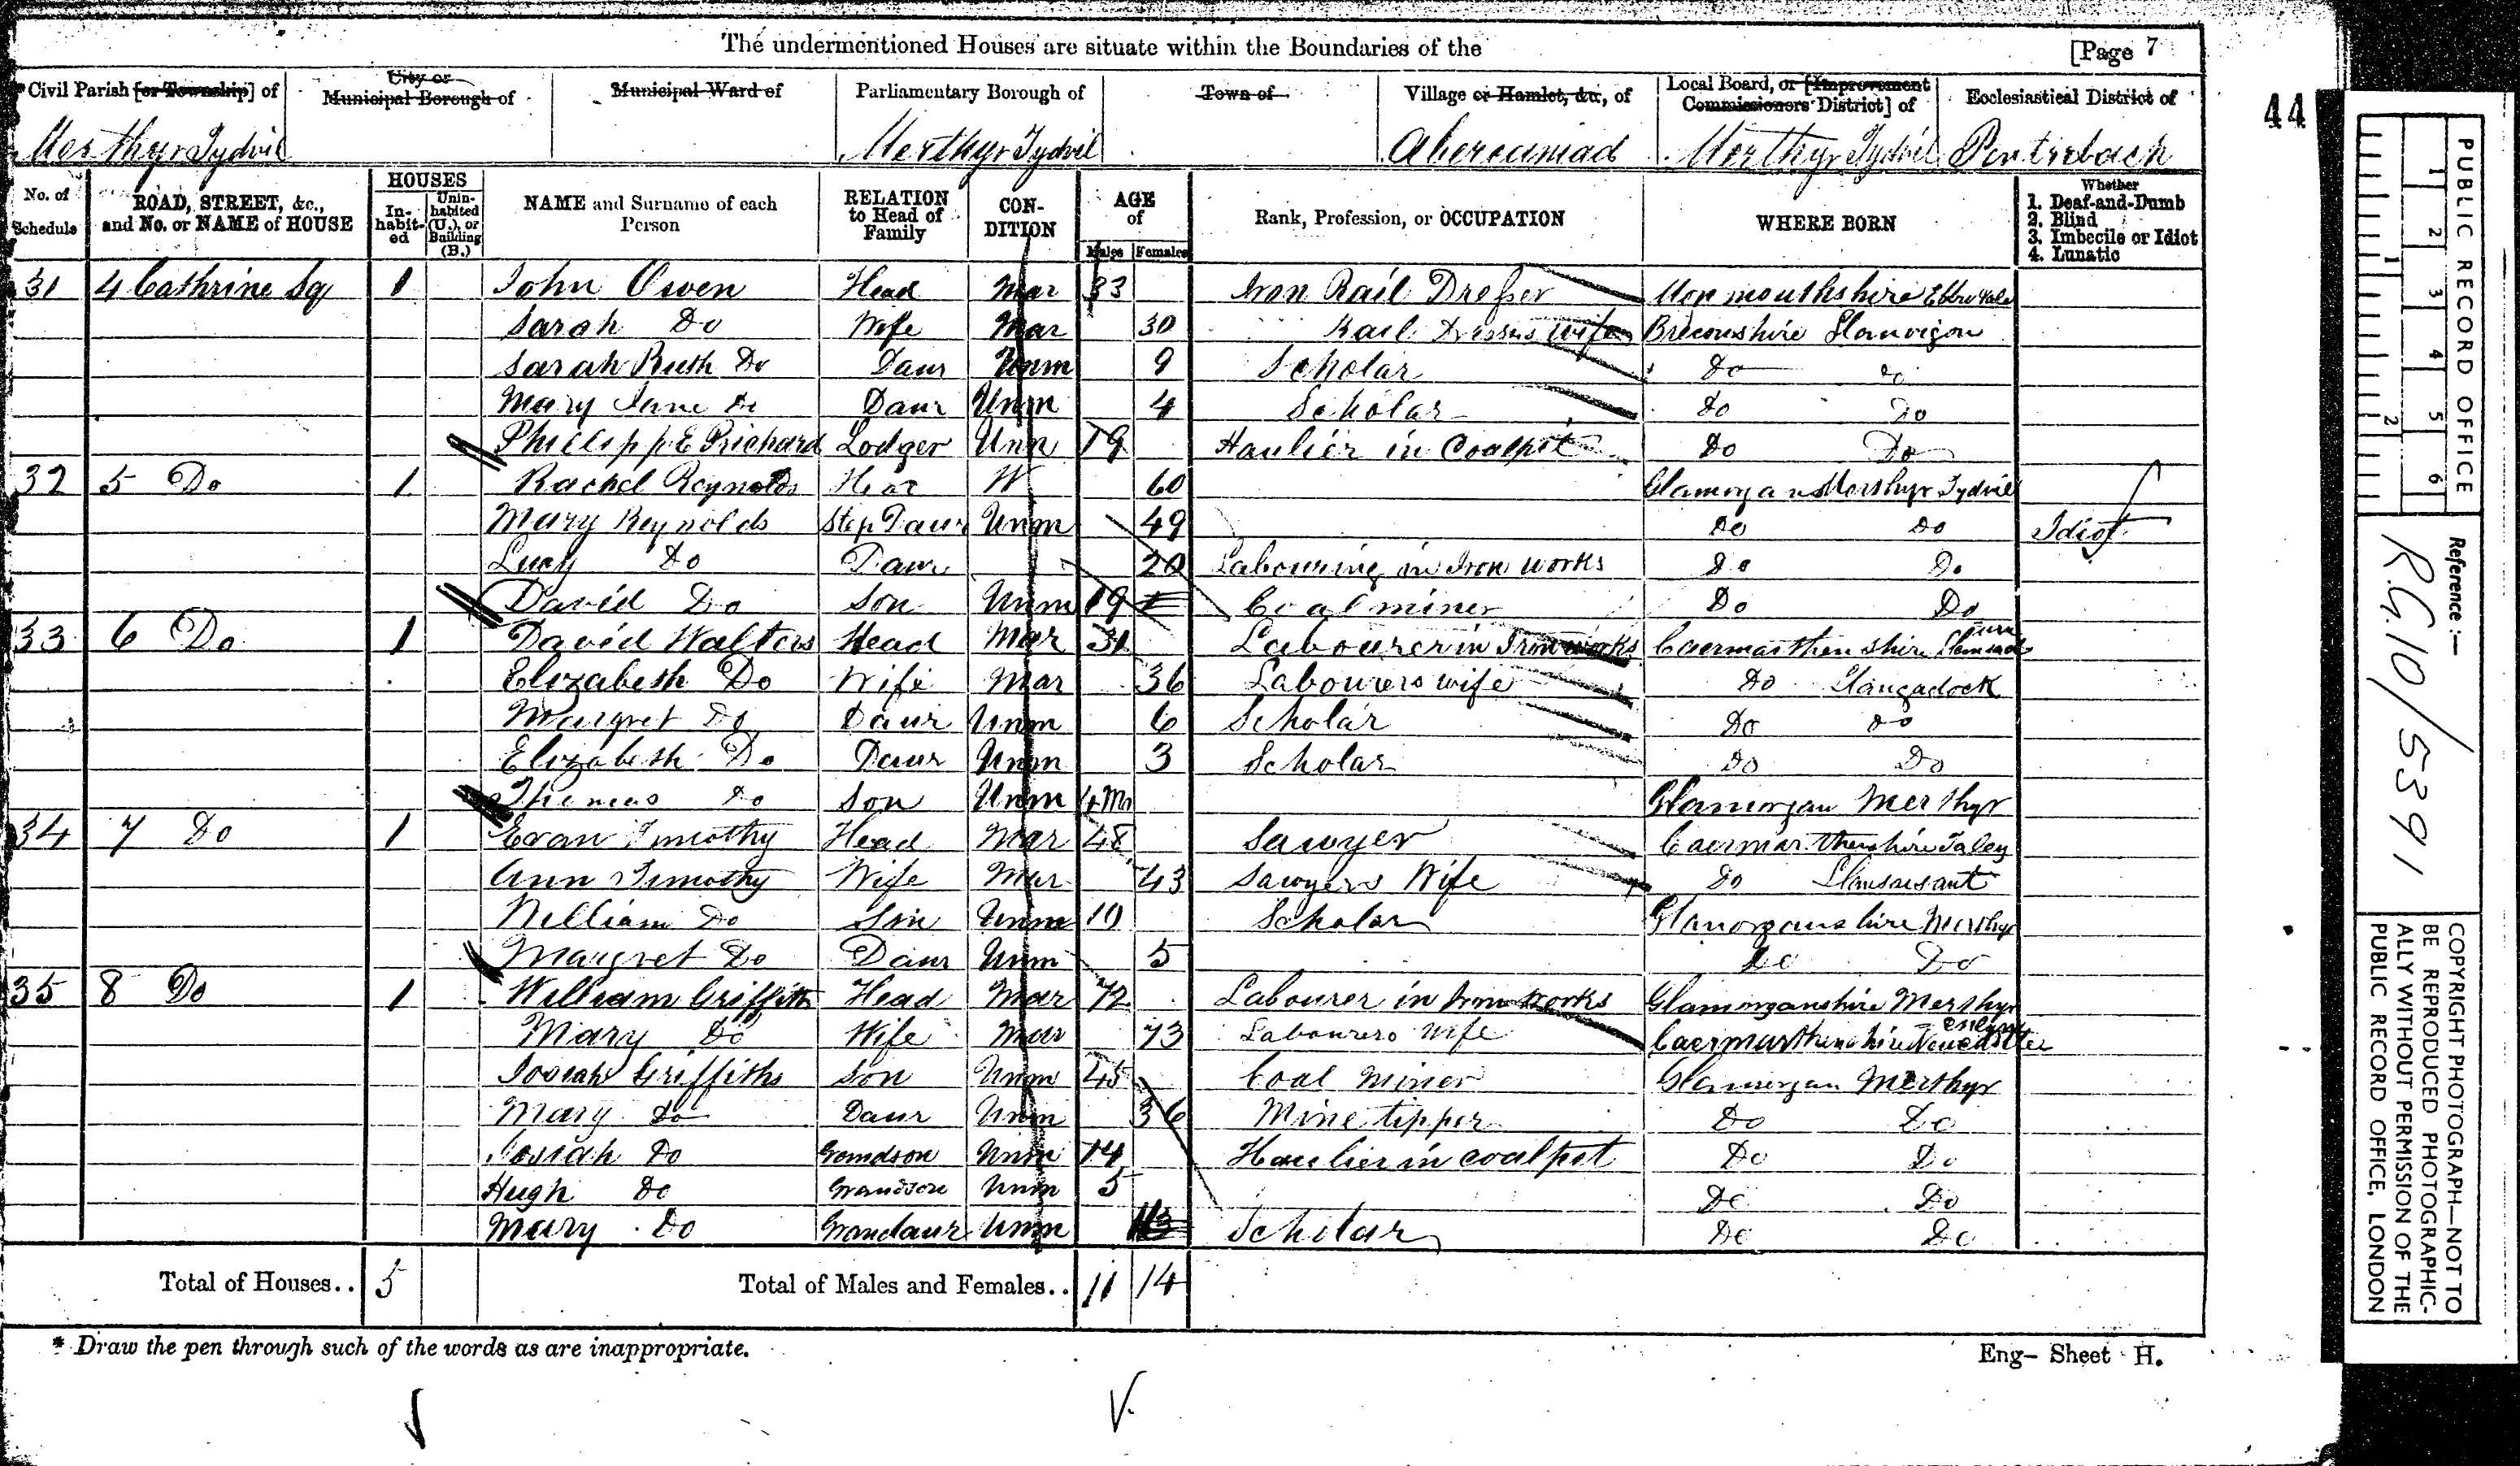 The undermentioned Houses are situate within the Boundaries of the
[Page 7
Civil Parish [or Township] of
City or Municipal Borough of
Municipal Ward of
Parliamentary Borough of
Town of
Village or Hamlet, &c., of
Local Board, or [Improvement Commissioners District] of
Ecclesiastical District of
44
Merthyr Tydvil Merthyr Tydvil Abercanaid Merthyr Tydvil Pentrebach
No. of Schedule
ROAD, STREET, &c., and No. or NAME of HOUSE
HOUSES
Inhabited
Uninhabited (U.), or Building (B.)
NAME and Surname of each Person
RELATION to Head of Family
CONDITION
AGE of
Males Females
Rank, Profession, or OCCUPATION
WHERE BORN
Whether
1. Deaf-and-Dumb
2. Blind
3. Imbecile or Idiot
4. Lunatic
31 4 Cathrine Sq 1 John Owen Head Mar 33 Iron Rail Dresser Monmouthshire Ebbw Vale
Sarah Do Wife Mar 30 Rail Dressers Wife Breconshire
Sarah Ruth Do Daur Unm 9 Scholar Do Do
Mary Jane Do Daur Unm 4 Scholar Do Do
Phillipp E Prichard Lodger Unm 19 Haulier in Coalpit Do Do
32 5 Do 1 Rachel Reynolds Head W 60 Glamorgan Merthyr Tydvil
Mary Reynolds Step Daur Unm 49 Do Do Idiot
Lucy Do Daur 20 Labouring in Iron works Do Do
David Do Son Unm 19 Coal miner Do Do
33 6 Do 1 David Walters Head Mar 31 Labourer in Iron works Caermarthenshire
Elizabeth Do Wife Mar 36 Labourers wife Do Llangadock
Margret Do Daur Unm 6 Scholar Do do
Elizabeth Do Daur Unm 3 Scholar Do Do
Thomas Do Son Unm 4 Mo Glamorgan Merthyr
34 7 Do 1 Evan Timothy Head Mar 48 Sawyer Caermarthenshire Taley
Ann Timothy Wife Mar 43 Sawyers Wife Do Llansaisant
William Do Son Unm 10 Scholar Glamorganshire Merthyr
Margret Do Daur Unm 5 Do Do
35 8 Do 1 William Griffith Head Mar 72 Labourer in Iron Works Glamorganshire Merthyr
Mary Do Wife Mar 73 Labourers Wife Caermarthenshire Newcastle
Josiah Griffiths Son Unm 45 Coal Miner Glamorgan Merthyr
Mary Do Daur Unm 36 Mine tipper Do Do
Josiah Do Grandson Unm 14 Haulier in coalpit Do Do
Hugh Do Grandson Unm 5 Do Do
Mary Do Grandaur Unm Scholar Do Do
Total of Houses.. 5 Total of Males and Females.. 11 14
* Draw the pen through such of the words as are inappropriate.
Eng- Sheet H.
PUBLIC RECORD OFFICE
1 2 3 4 5 6
1 2
Reference :-
R.G. 10/5391
COPYRIGHT PHOTOGRAPH—NOT TO
BE REPRODUCED PHOTOGRAPHIC-
ALLY WITHOUT PERMISSION OF THE
PUBLIC RECORD OFFICE, LONDON